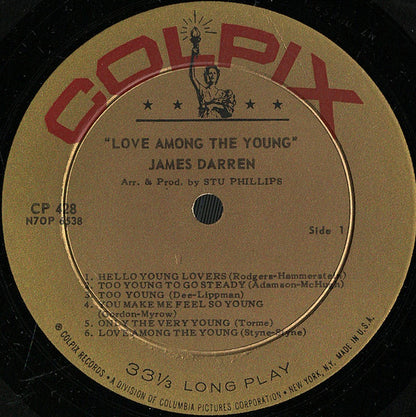 COLPIX
"LOVE AMONG THE YOUNG"
JAMES DARREN
Arr. & Prod. by STU PHILLIPS
CP 428
N7OP 6538
Side 1
1. HELLO YOUNG LOVERS (Rodgers-Hammerstein)
2. TOO YOUNG TO GO STEADY (Adamson-McHugh)
3. TOO YOUNG (Dee-Lippman)
4. YOU MAKE ME FEEL SO YOUNG
(Gordon-Myrow)
5. ONLY THE VERY YOUNG (Torme)
6. LOVE AMONG THE YOUNG (Styne-Styne)
33⅓ LONG PLAY
© COLPIX RECORDS • A DIVISION OF COLUMBIA PICTURES CORPORATION • NEW YORK, NY. MADE IN U.S.A.